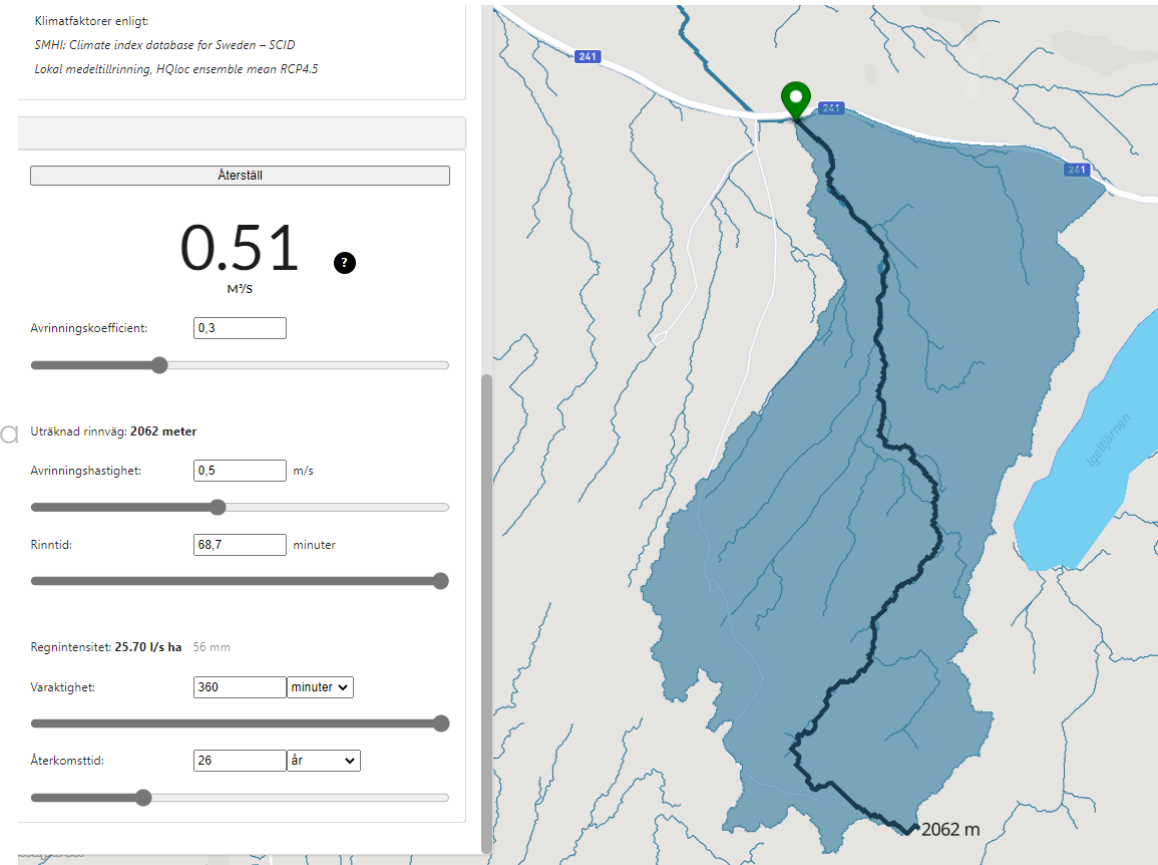 Klimatfaktorer enligt:
SMHI: Climate index database for Sweden – SCID
Lokal medeltillrinning, HQloc ensemble mean RCP4.5
Återställ
0.51
?
M³/S
Avrinningskoefficient: 0,3
Uträknad rinnväg: 2062 meter
Avrinningshastighet: 0,5 m/s
Rinntid: 68,7 minuter
Regnintensitet: 25.70 l/s ha 56 mm
Varaktighet: 360 minuter
Återkomsttid: 26 år
241
241
241
Igeltjärnen
2062 m